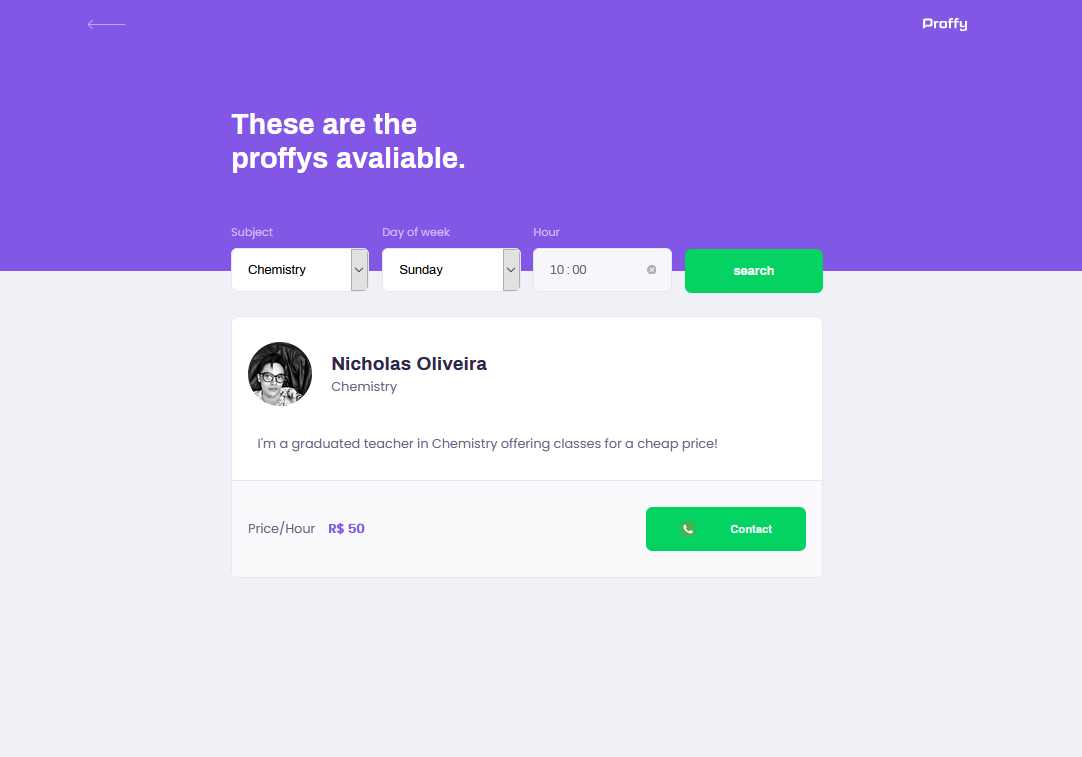 Proffy
These are the
proffys avaliable.
Subject Day of week Hour
Chemistry Sunday 10 : 00 search
Nicholas Oliveira
Chemistry
I'm a graduated teacher in Chemistry offering classes for a cheap price!
Price/Hour R$ 50 Contact